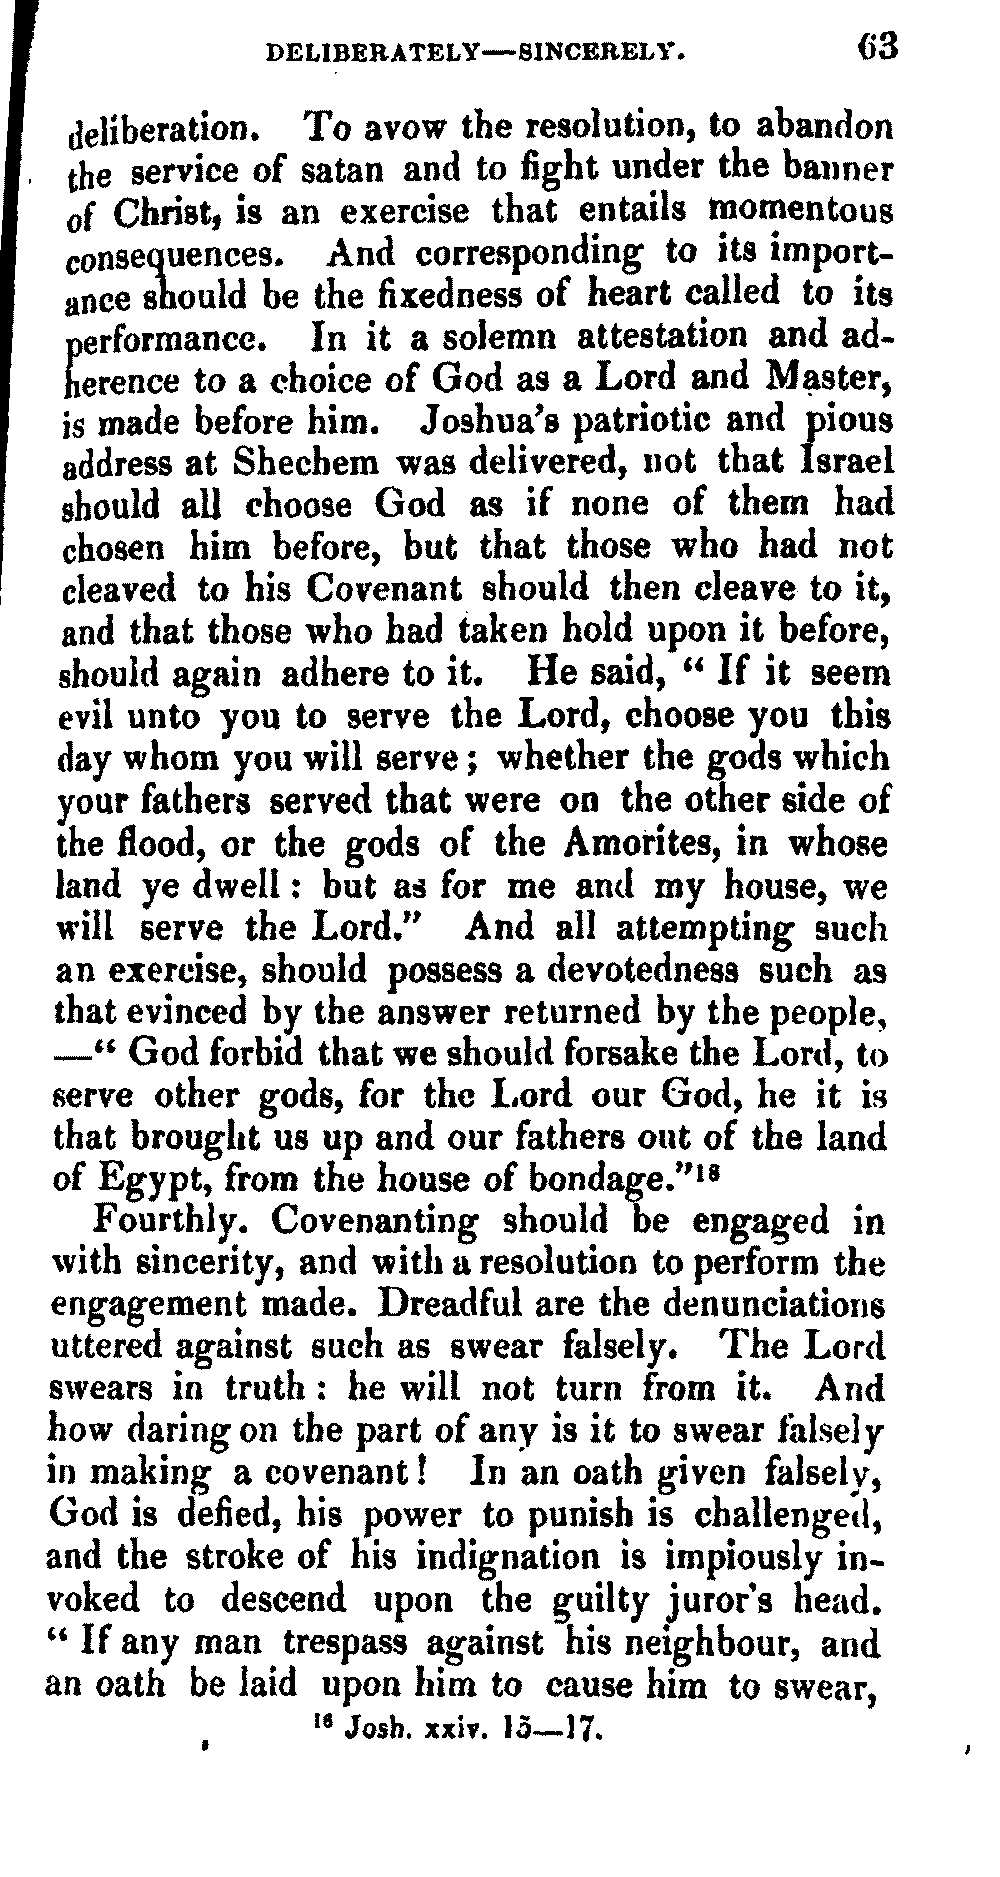 DELIBERATELY—SINCERELY. 63
deliberation. To avow the resolution, to abandon
the service of satan and to fight under the banner
of Christ, is an exercise that entails momentous
consequences. And corresponding to its import-
ance should be the fixedness of heart called to its
performance. In it a solemn attestation and ad-
herence to a choice of God as a Lord and Master,
is made before him. Joshua's patriotic and pious
address at Shechem was delivered, not that Israel
should all choose God as if none of them had
chosen him before, but that those who had not
cleaved to his Covenant should then cleave to it,
and that those who had taken hold upon it before,
should again adhere to it. He said, “ If it seem
evil unto you to serve the Lord, choose you this
day whom you will serve ; whether the gods which
your fathers served that were on the other side of
the flood, or the gods of the Amorites, in whose
land ye dwell : but as for me and my house, we
will serve the Lord.” And all attempting such
an exercise, should possess a devotedness such as
that evinced by the answer returned by the people,
—“ God forbid that we should forsake the Lord, to
serve other gods, for the Lord our God, he it is
that brought us up and our fathers out of the land
of Egypt, from the house of bondage.”¹⁶
Fourthly. Covenanting should be engaged in
with sincerity, and with a resolution to perform the
engagement made. Dreadful are the denunciations
uttered against such as swear falsely. The Lord
swears in truth : he will not turn from it. And
how daring on the part of any is it to swear falsely
in making a covenant ! In an oath given falsely,
God is defied, his power to punish is challenged,
and the stroke of his indignation is impiously in-
voked to descend upon the guilty juror's head.
“ If any man trespass against his neighbour, and
an oath be laid upon him to cause him to swear,
¹⁶ Josh. xxiv. 15—17.